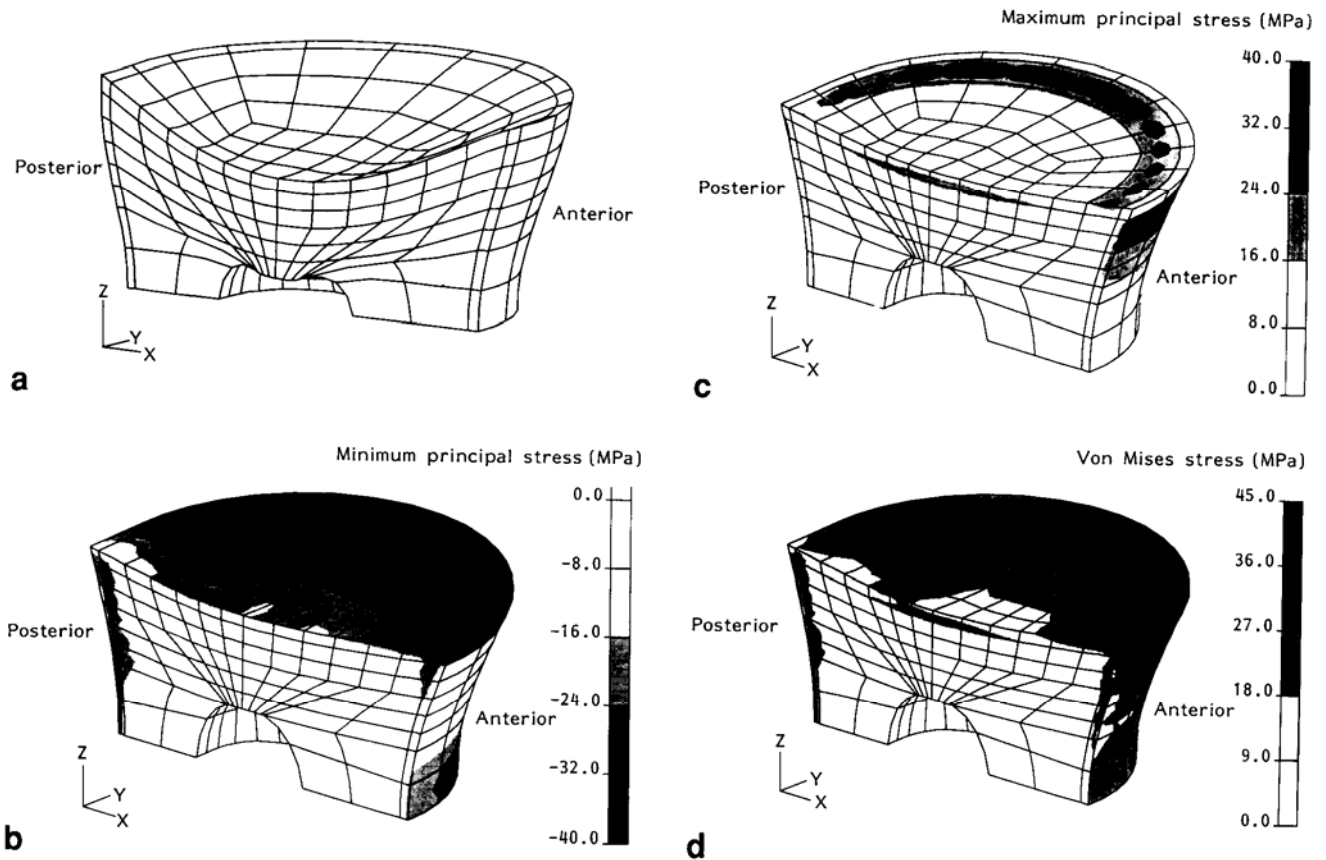 Posterior
Anterior
Z
Y
X
a
Maximum principal stress (MPa)
40.0
32.0
24.0
16.0
8.0
0.0
Posterior
Anterior
Z
Y
X
c
Minimum principal stress (MPa)
0.0
-8.0
-16.0
-24.0
-32.0
-40.0
Posterior
Anterior
Z
Y
X
b
Von Mises stress (MPa)
45.0
36.0
27.0
18.0
9.0
0.0
Posterior
Anterior
Z
Y
X
d